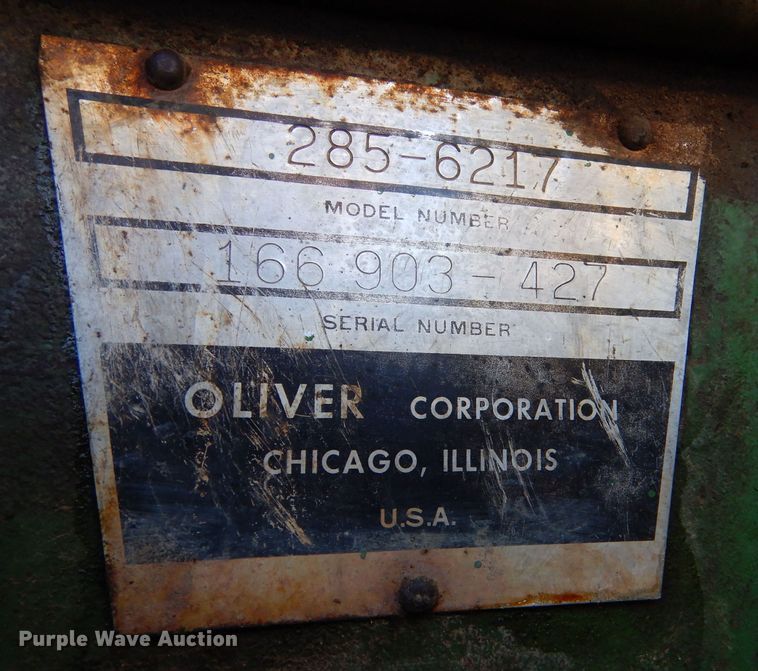 285-6217
MODEL NUMBER
166 903-427
SERIAL NUMBER
OLIVER CORPORATION
CHICAGO, ILLINOIS
U.S.A.
Purple Wave Auction